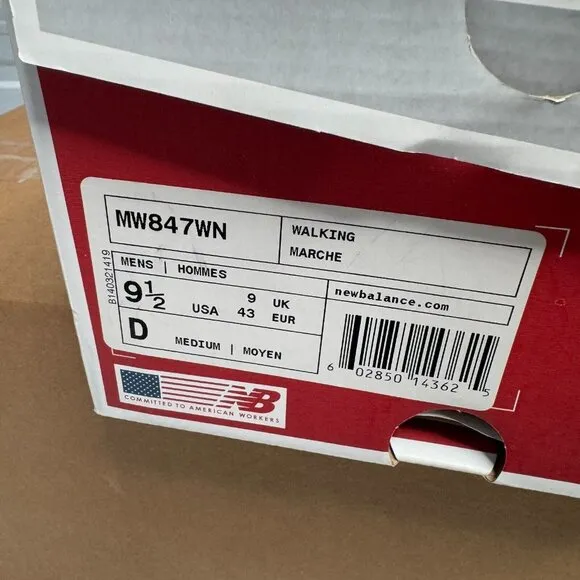 MW847WN
WALKING
MARCHE
B140321419
MENS | HOMMES
9½ USA
9 UK
43 EUR
D MEDIUM | MOYEN
newbalance.com
6 02850 14362 5
NB
COMMITTED TO AMERICAN WORKERS